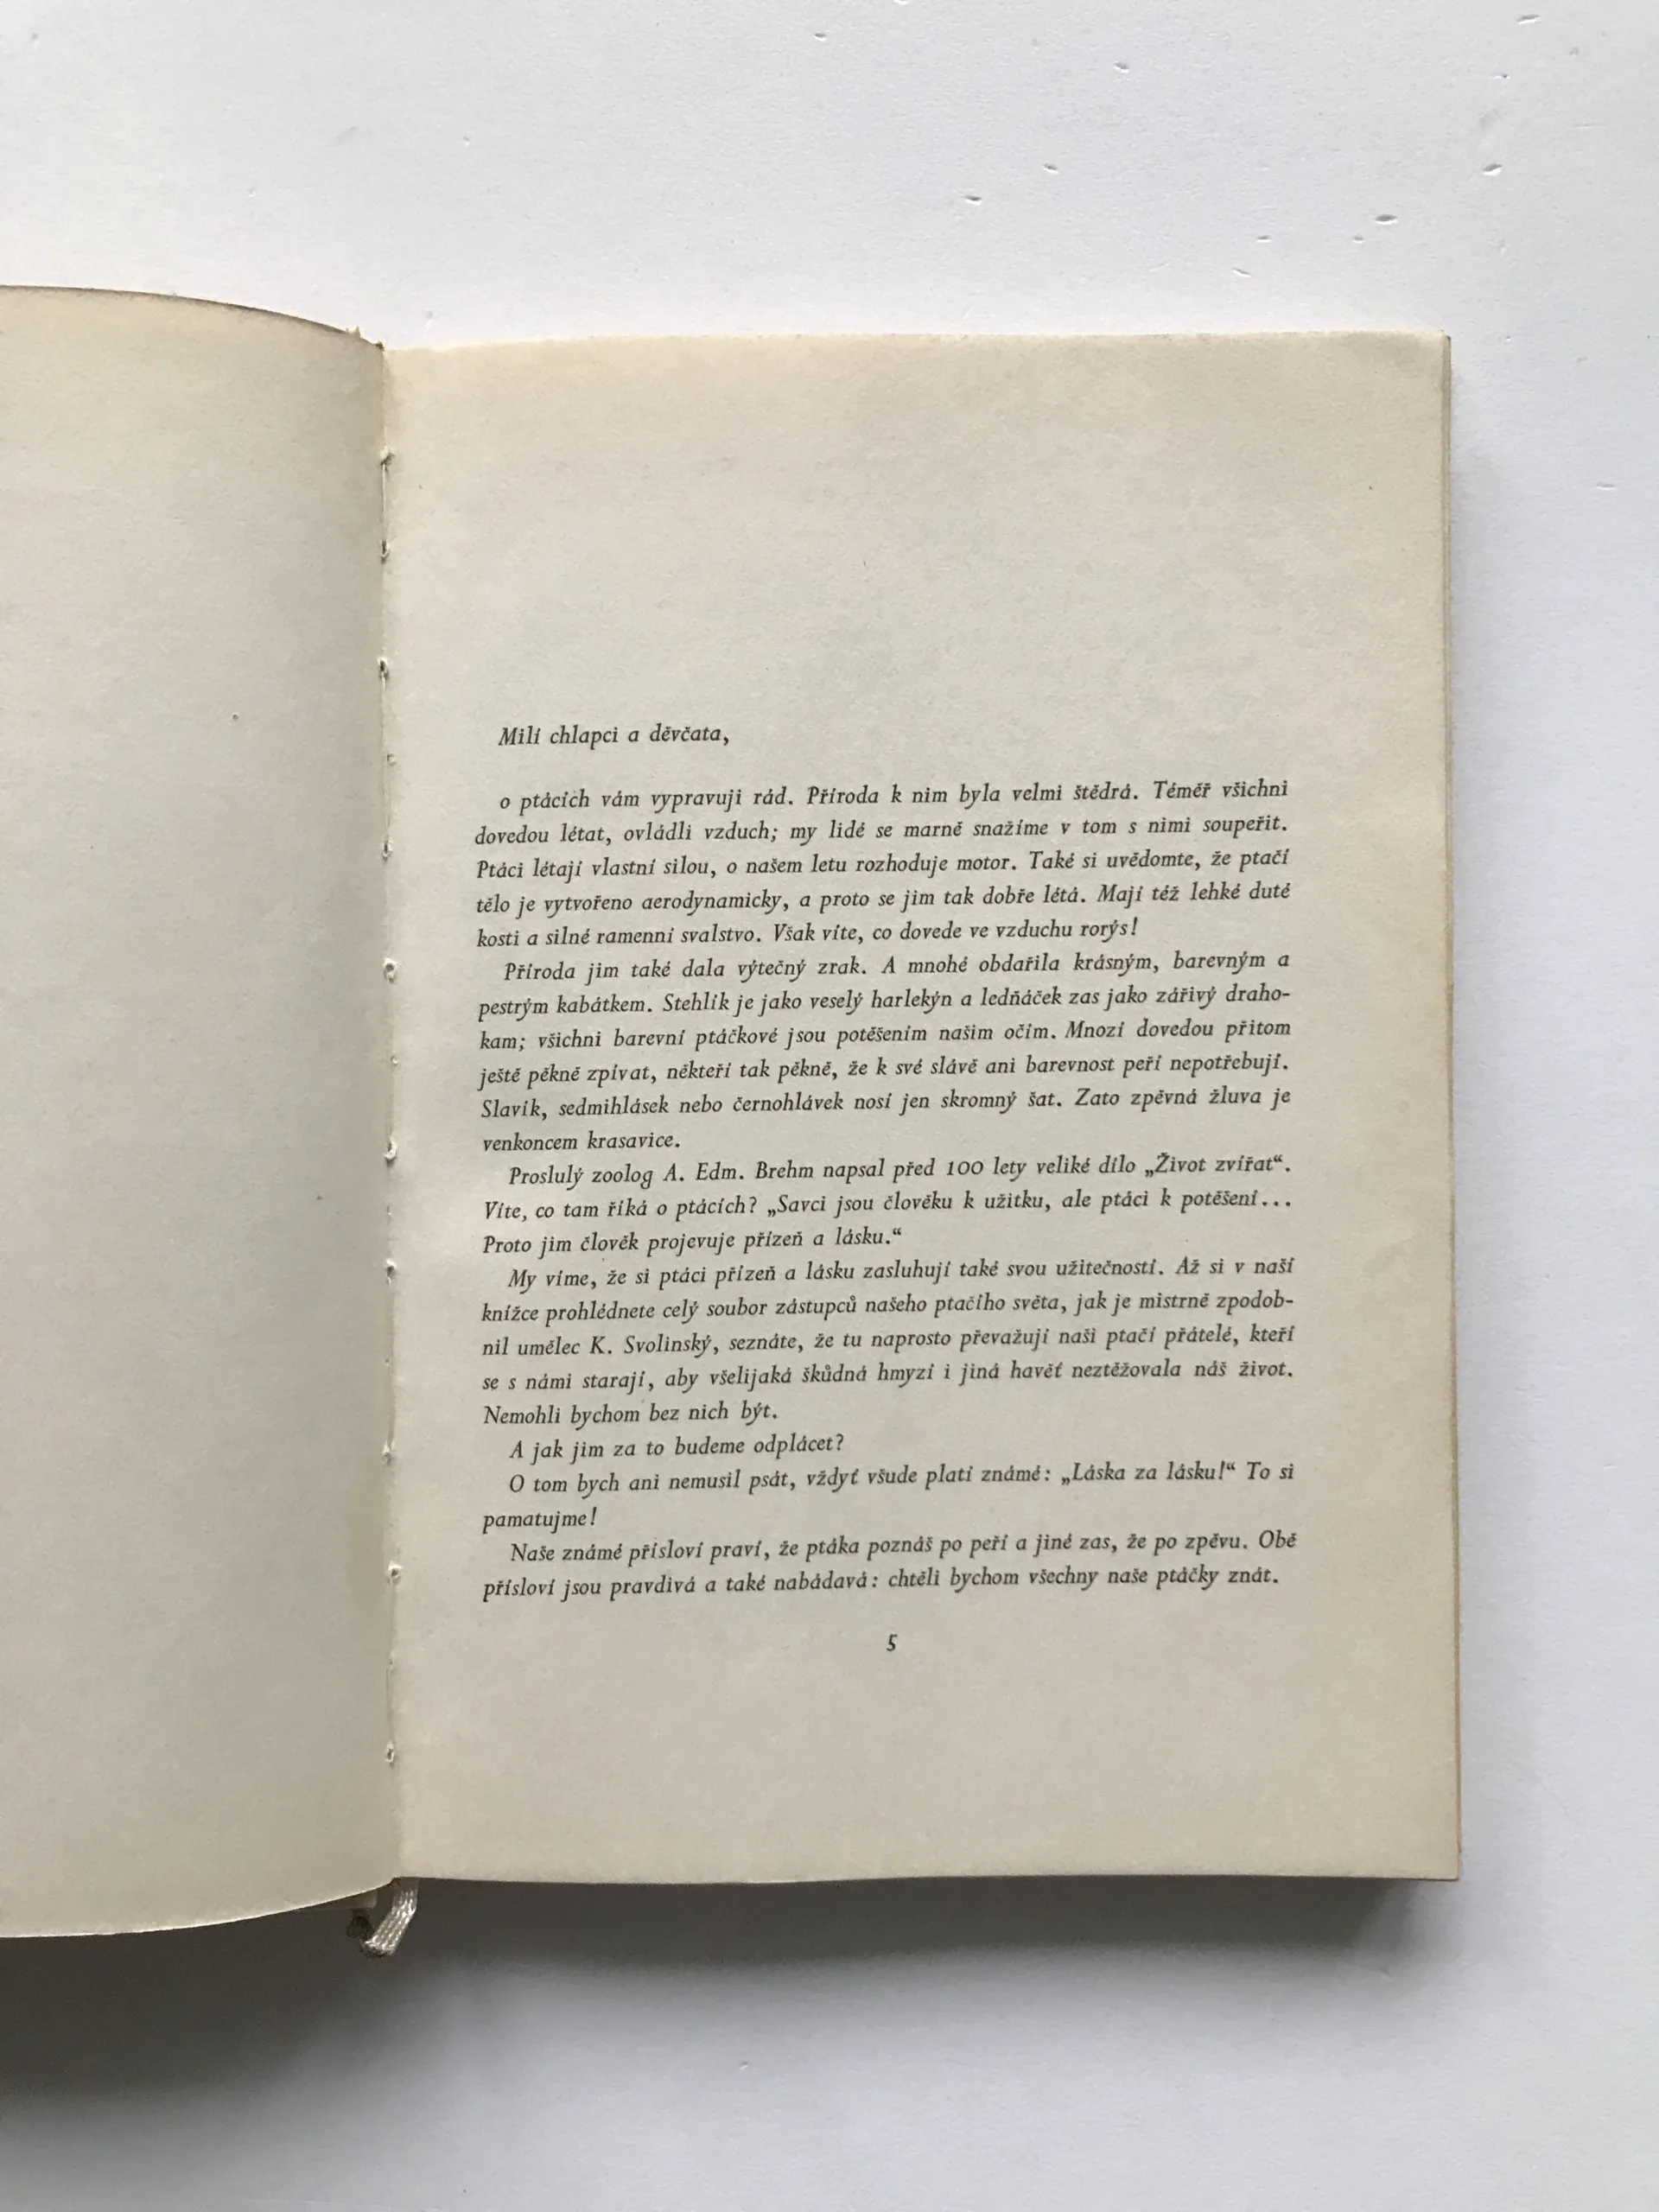 Milí chlapci a děvčata,
o ptácích vám vypravuji rád. Příroda k nim byla velmi štědrá. Téměř všichni
dovedou létat, ovládli vzduch; my lidé se marně snažíme v tom s nimi soupeřit.
Ptáci létají vlastní silou, o našem letu rozhoduje motor. Také si uvědomte, že ptačí
tělo je vytvořeno aerodynamicky, a proto se jim tak dobře létá. Mají též lehké duté
kosti a silné ramenní svalstvo. Však víte, co dovede ve vzduchu rorýs!
Příroda jim také dala výtečný zrak. A mnohé obdařila krásným, barevným a
pestrým kabátkem. Stehlík je jako veselý harlekýn a ledňáček zas jako zářivý draho-
kam; všichni barevní ptáčkové jsou potěšením našim očím. Mnozí dovedou přitom
ještě pěkně zpívat, někteří tak pěkně, že k své slávě ani barevnost peří nepotřebují.
Slavík, sedmihlásek nebo černohlávek nosí jen skromný šat. Zato zpěvná žluva je
venkoncem krasavice.
Proslulý zoolog A. Edm. Brehm napsal před 100 lety veliké dílo „Život zvířat“.
Víte, co tam říká o ptácích? „Savci jsou člověku k užitku, ale ptáci k potěšení...
Proto jim člověk projevuje přízeň a lásku.“
My víme, že si ptáci přízeň a lásku zasluhují také svou užitečností. Až si v naší
knížce prohlédnete celý soubor zástupců našeho ptačího světa, jak je mistrně zpodob-
nil umělec K. Svolinský, seznáte, že tu naprosto převažují naši ptačí přátelé, kteří
se s námi starají, aby všelijaká škůdná hmyzí i jiná havěť neztěžovala náš život.
Nemohli bychom bez nich být.
A jak jim za to budeme odplácet?
O tom bych ani nemusil psát, vždyť všude platí známé: „Láska za lásku!“ To si
pamatujme!
Naše známé přísloví praví, že ptáka poznáš po peří a jiné zas, že po zpěvu. Obě
přísloví jsou pravdivá a také nabádavá: chtěli bychom všechny naše ptáčky znát.
5